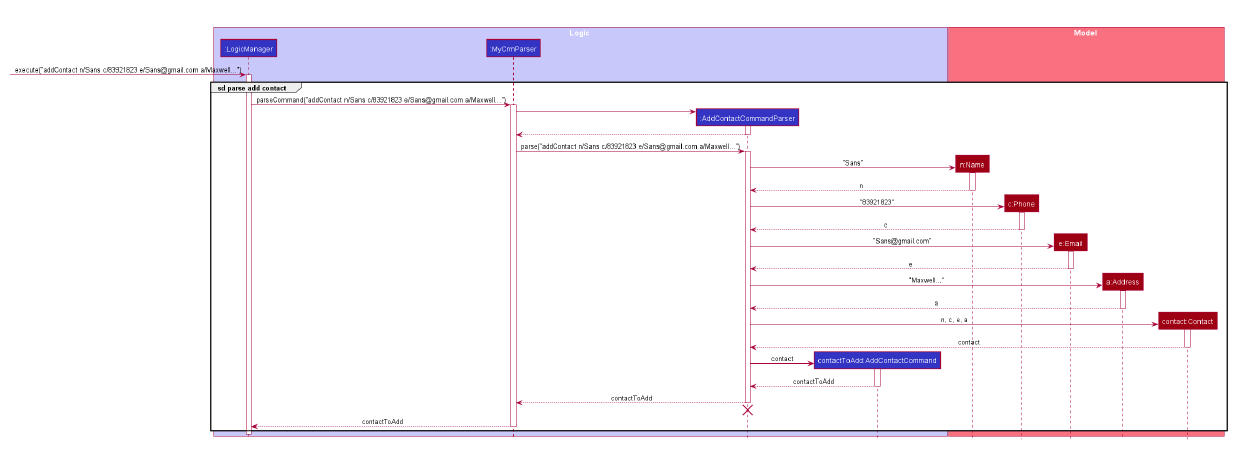 Logic
Model
:LogicManager
:MyCrmParser
execute("addContact n/Sans c/83921823 e/Sans@gmail.com a/Maxwell...")
sd parse add contact
parseCommand("addContact n/Sans c/83921823 e/Sans@gmail.com a/Maxwell...")
:AddContactCommandParser
parse("addContact n/Sans c/83921823 e/Sans@gmail.com a/Maxwell...")
"Sans"
n:Name
n
"83921823"
c:Phone
c
"Sans@gmail.com"
e:Email
e
"Maxwell..."
a:Address
a
n, c, e, a
contact:Contact
contact
contact
contactToAdd:AddContactCommand
contactToAdd
contactToAdd
contactToAdd